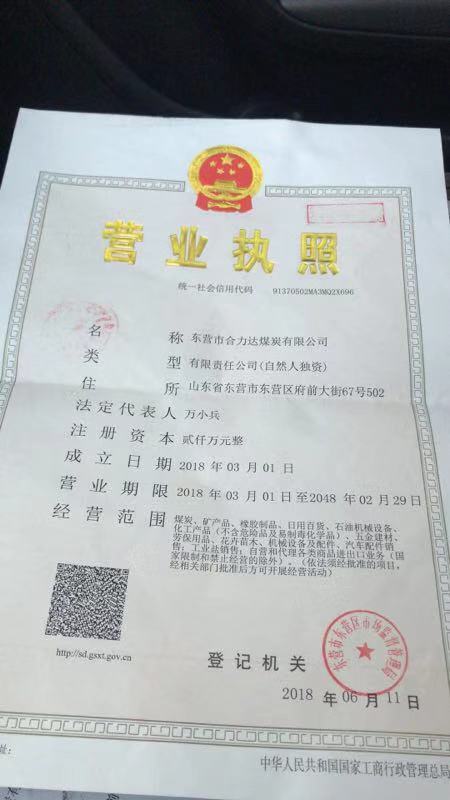 营业执照
统一社会信用代码 91370502MA3MQ2X696
名称 东营市合力达煤炭有限公司
类型 有限责任公司(自然人独资)
住所 山东省东营市东营区府前大街67号502
法定代表人 万小兵
注册资本 贰仟万元整
成立日期 2018年03月01日
营业期限 2018年03月01日至2048年02月29日
经营范围 煤炭、矿产品、橡胶制品、日用百货、石油机械设备、
化工产品(不含危险品及易制毒化学品)、五金建材、
劳保用品、花卉苗木、机械设备及配件、汽车配件销
售;工业盐销售;自营和代理各类商品进出口业务(国
家限制和禁止经营的除外)。(依法须经批准的项目,
经相关部门批准后方可开展经营活动)
http://sd.gsxt.gov.cn
登记机关
东营市东营区市场监督管理局
2018年06月11日
址:
中华人民共和国国家工商行政管理总局